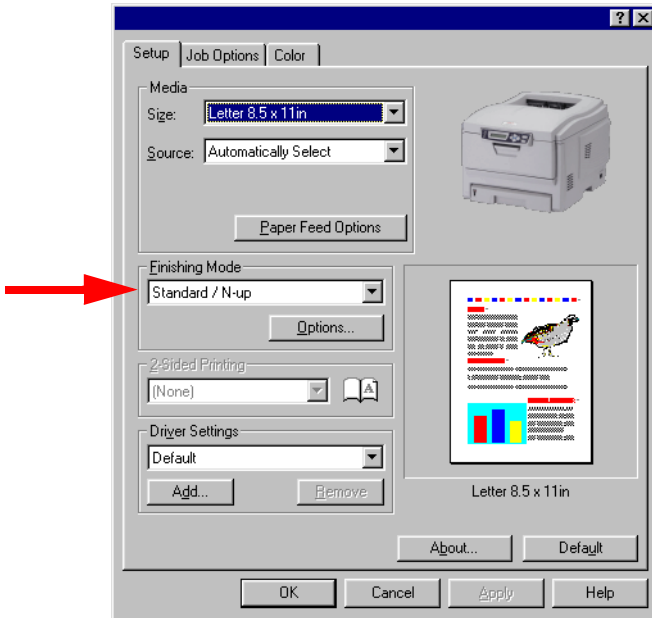 Setup Job Options Color
Media
Size: Letter 8.5 x 11in
Source: Automatically Select
Paper Feed Options
Finishing Mode
Standard / N-up
Options...
2-Sided Printing
(None)
A
Driver Settings
Default
Add... Remove
Letter 8.5 x 11in
About... Default
OK Cancel Apply Help